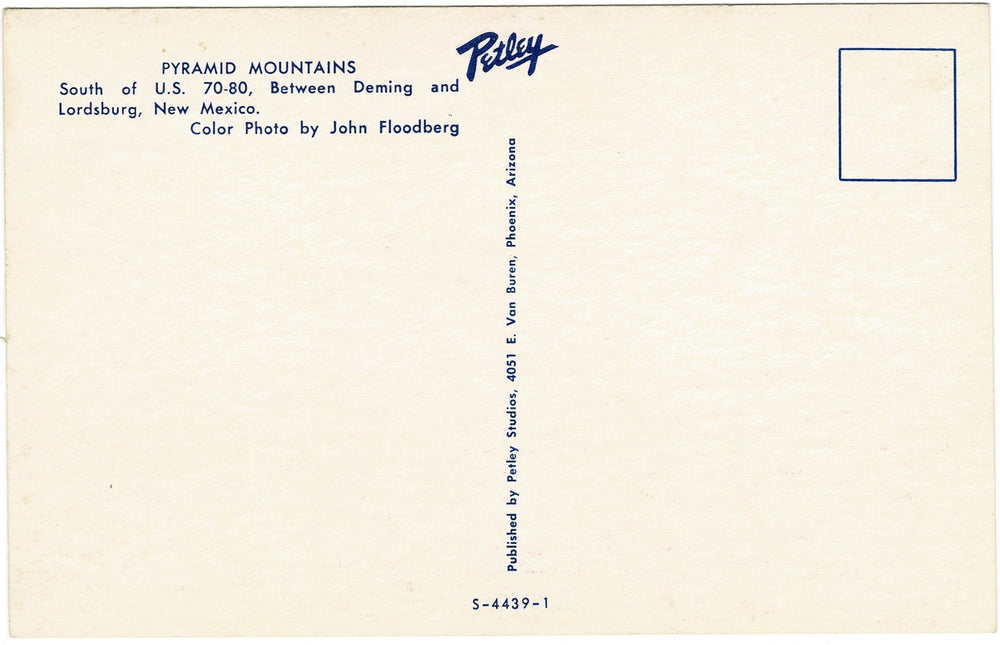 Petley
PYRAMID MOUNTAINS
South of U.S. 70-80, Between Deming and
Lordsburg, New Mexico.
Color Photo by John Floodberg
Published by Petley Studios, 4051 E. Van Buren, Phoenix, Arizona
S-4439-1